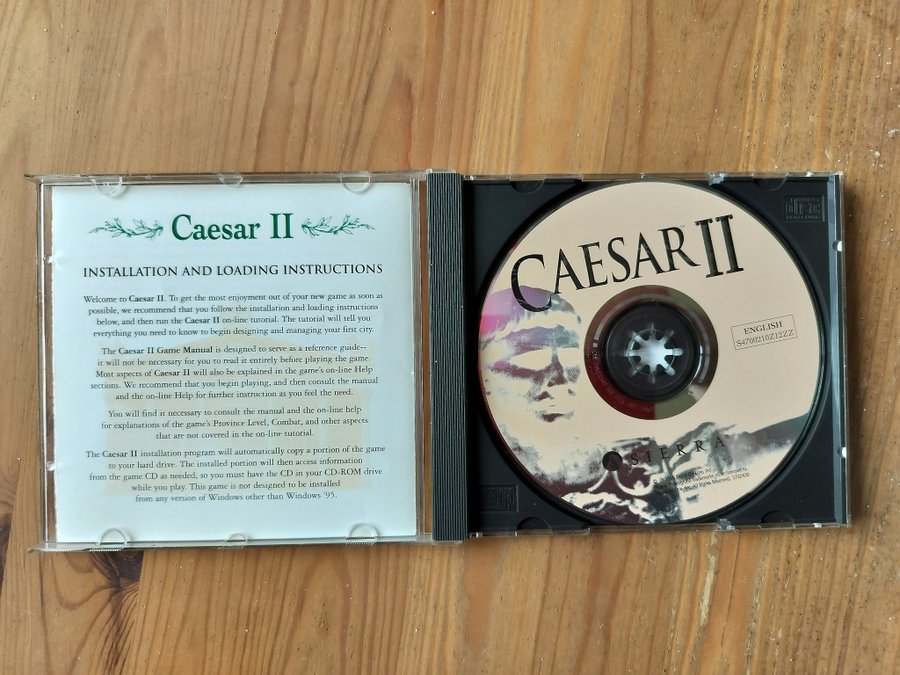 Caesar II
INSTALLATION AND LOADING INSTRUCTIONS
Welcome to Caesar II. To get the most enjoyment out of your new game as soon as
possible, we recommend that you follow the installation and loading instructions
below, and then run the Caesar II on-line tutorial. The tutorial will tell you
everything you need to know to begin designing and managing your first city.
The Caesar II Game Manual is designed to serve as a reference guide--
it will not be necessary for you to read it entirely before playing the game.
Most aspects of Caesar II will also be explained in the game's on-line Help
sections. We recommend that you begin playing, and then consult the manual
and the on-line Help for further instruction as you feel the need.
You will find it necessary to consult the manual and the on-line help
for explanations of the game's Province Level, Combat, and other aspects
that are not covered in the on-line tutorial.
The Caesar II installation program will automatically copy a portion of the game
to your hard drive. The installed portion will then access information
from the game CD as needed, so you must have the CD in your CD-ROM drive
while you play. This game is not designed to be installed
from any version of Windows other than Windows '95.
CAESAR II
ENGLISH
S4700210Z12ZZ
SIERRA®
All Rights Reserved.